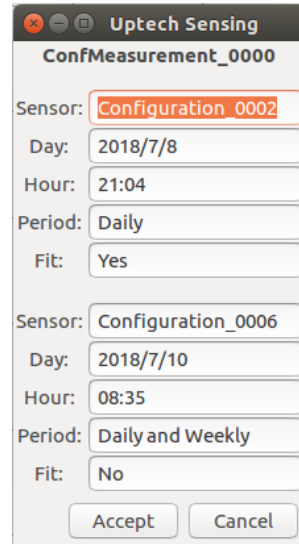 Uptech Sensing
ConfMeasurement_0000
Sensor: Configuration_0002
Day: 2018/7/8
Hour: 21:04
Period: Daily
Fit: Yes
Sensor: Configuration_0006
Day: 2018/7/10
Hour: 08:35
Period: Daily and Weekly
Fit: No
Accept Cancel